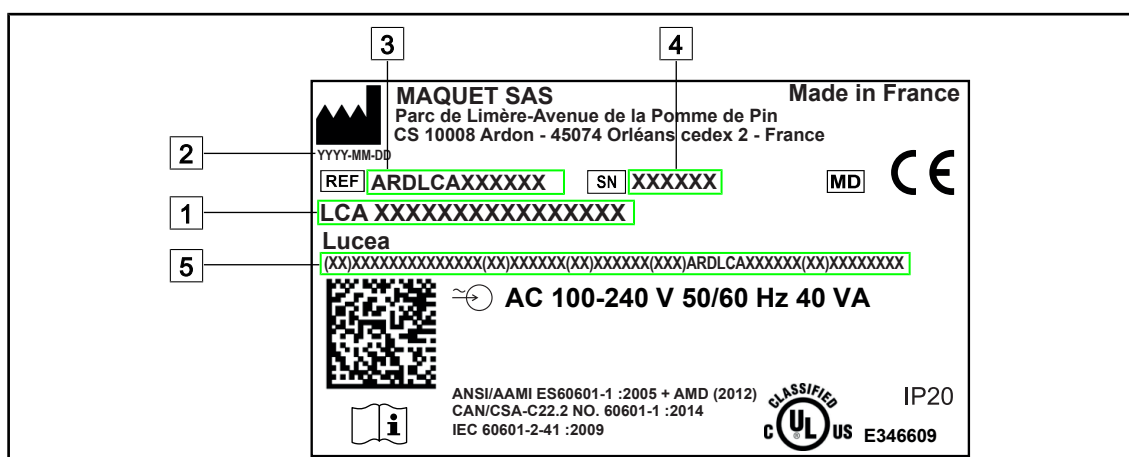 3
4
MAQUET SAS
Made in France
Parc de Limère-Avenue de la Pomme de Pin
CS 10008 Ardon - 45074 Orléans cedex 2 - France
2
YYYY-MM-DD
REF ARDLCAXXXXXX SN XXXXXX MD CE
1
LCA XXXXXXXXXXXXXXXX
Lucea
5
(XX)XXXXXXXXXXXXXX(XX)XXXXXX(XX)XXXXXX(XXX)ARDLCAXXXXXX(XX)XXXXXXXX
AC 100-240 V 50/60 Hz 40 VA
ANSI/AAMI ES60601-1 :2005 + AMD (2012)
CAN/CSA-C22.2 NO. 60601-1 :2014
IEC 60601-2-41 :2009
i
CLASSIFIED
C UL US
®
E346609
IP20